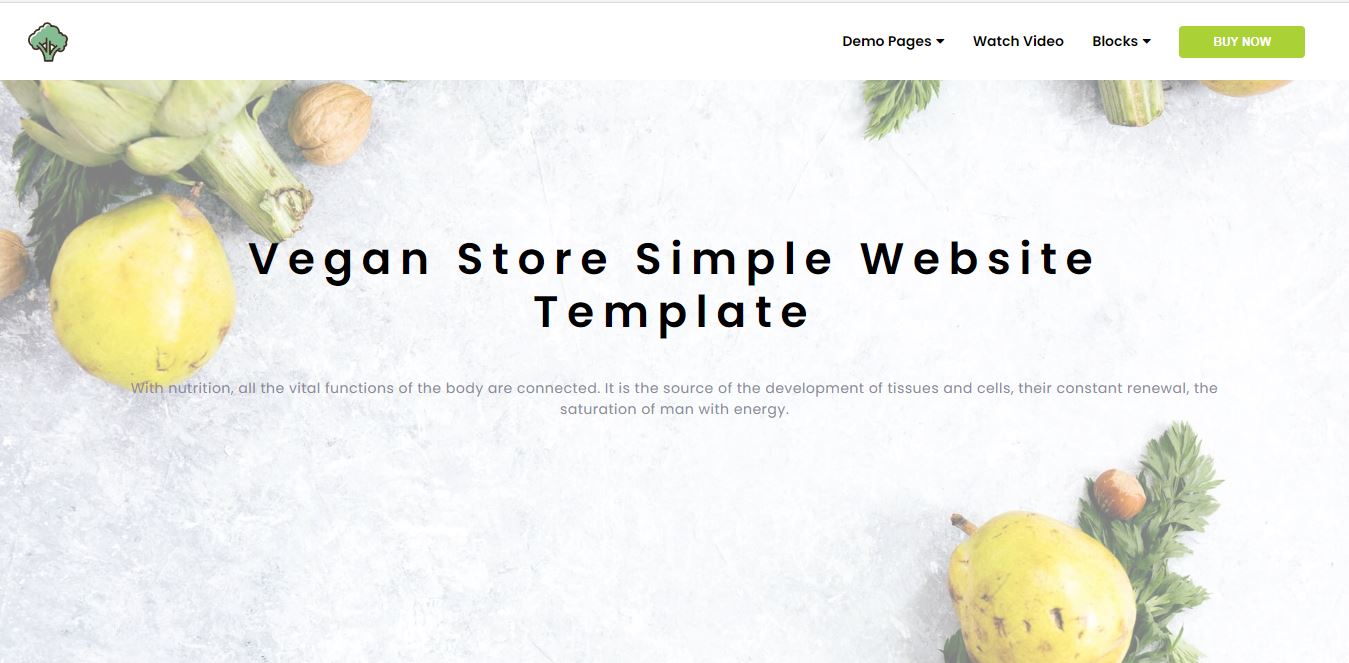 Demo Pages Watch Video Blocks BUY NOW
Vegan Store Simple Website
Template
With nutrition, all the vital functions of the body are connected. It is the source of the development of tissues and cells, their constant renewal, the
saturation of man with energy.